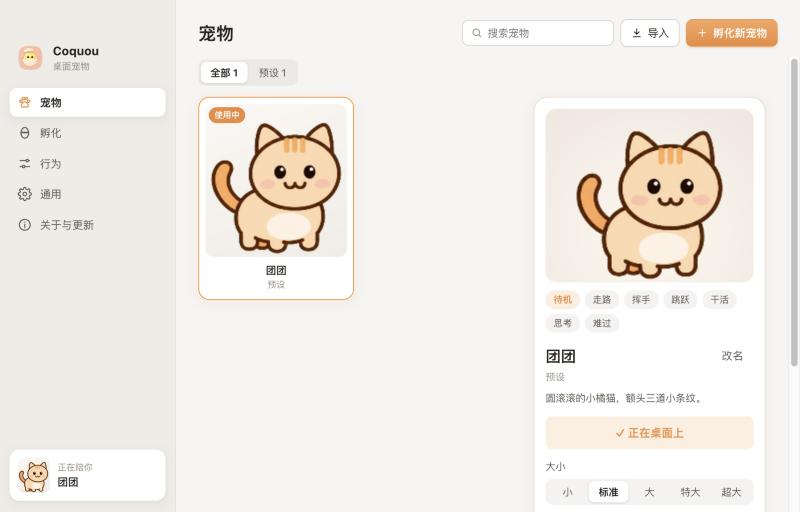 Coquou
桌面宠物
宠物
孵化
行为
通用
关于与更新
正在陪你
团团
宠物
搜索宠物
导入
孵化新宠物
全部 1
预设 1
使用中
团团
预设
待机 走路 挥手 跳跃 干活
思考 难过
团团 改名
预设
圆滚滚的小橘猫，额头三道小条纹。
✓ 正在桌面上
大小
小 标准 大 特大 超大